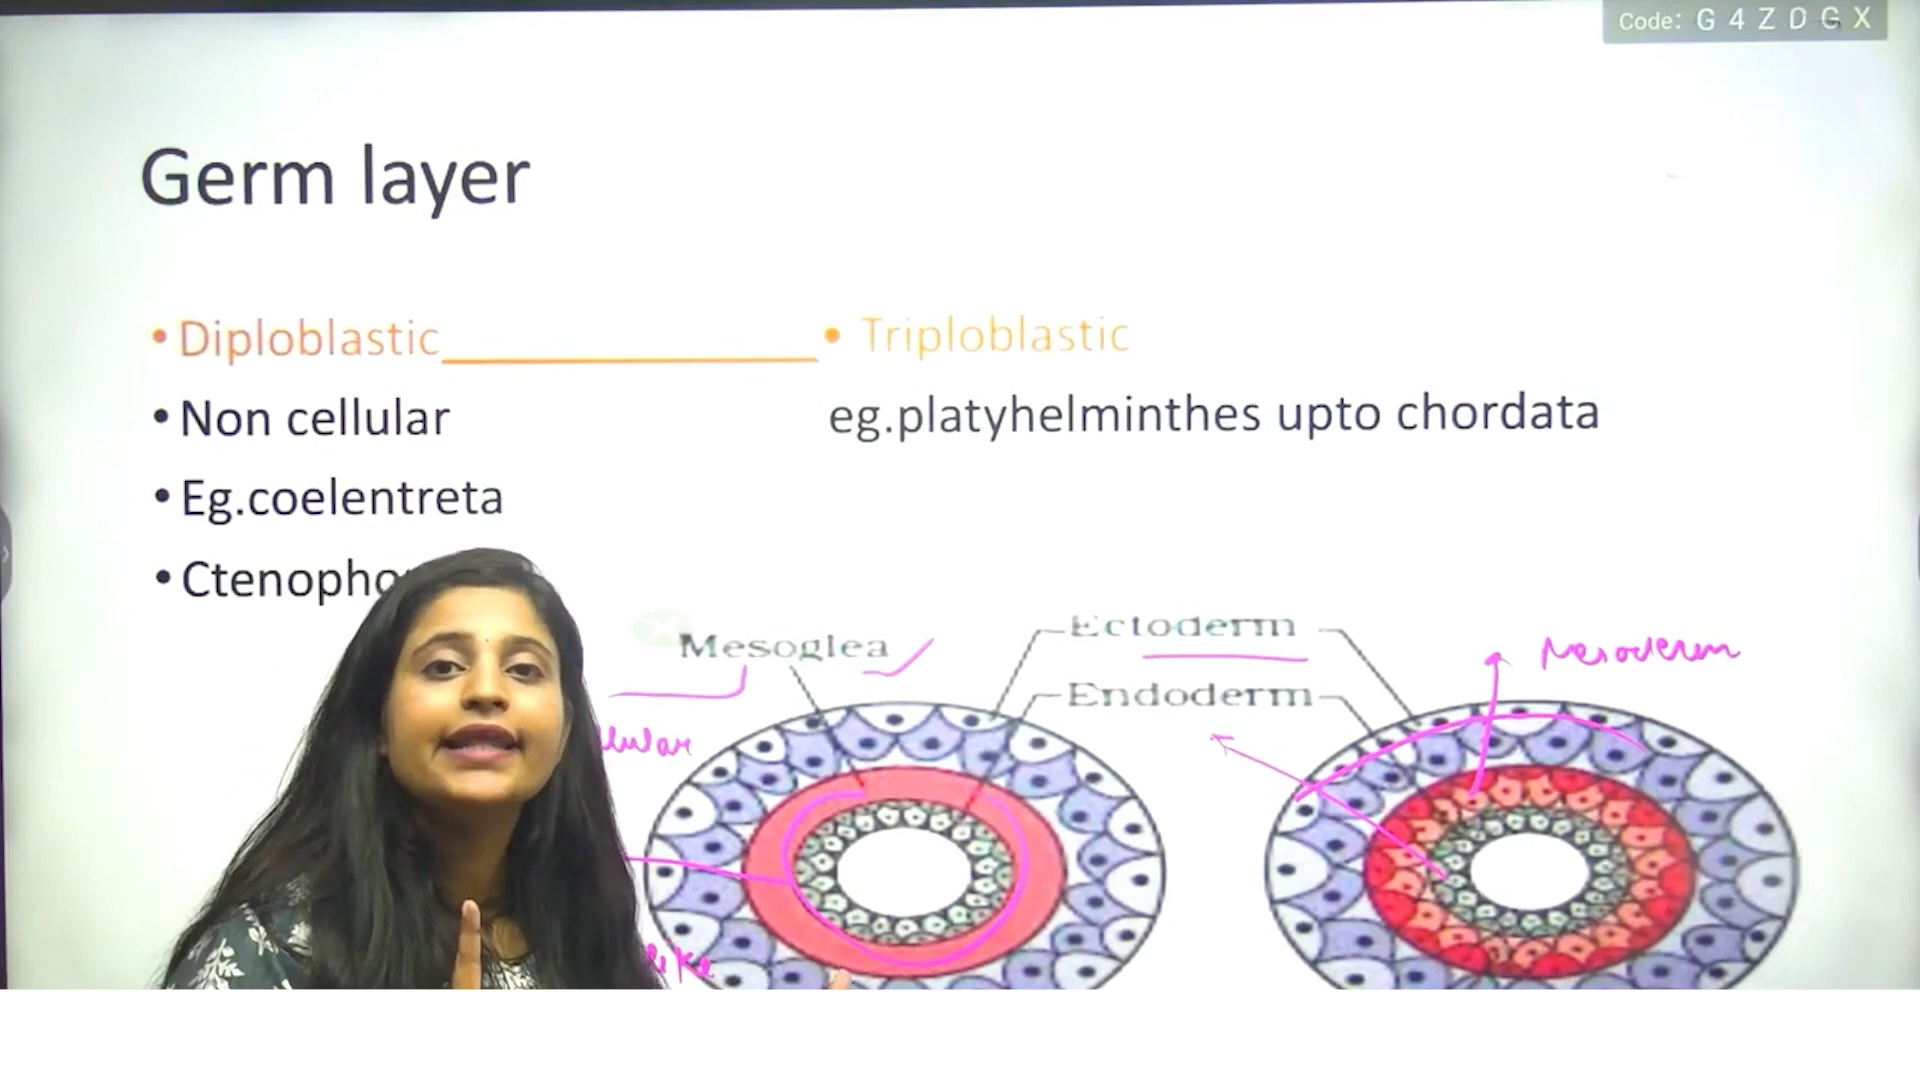 Code: G 4 Z D G X
Germ layer
• Diploblastic
• Triploblastic
• Non cellular
eg.platyhelminthes upto chordata
• Eg.coelentreta
• Ctenopho
Mesoglea
Ectoderm
Mesoderm
Endoderm
like